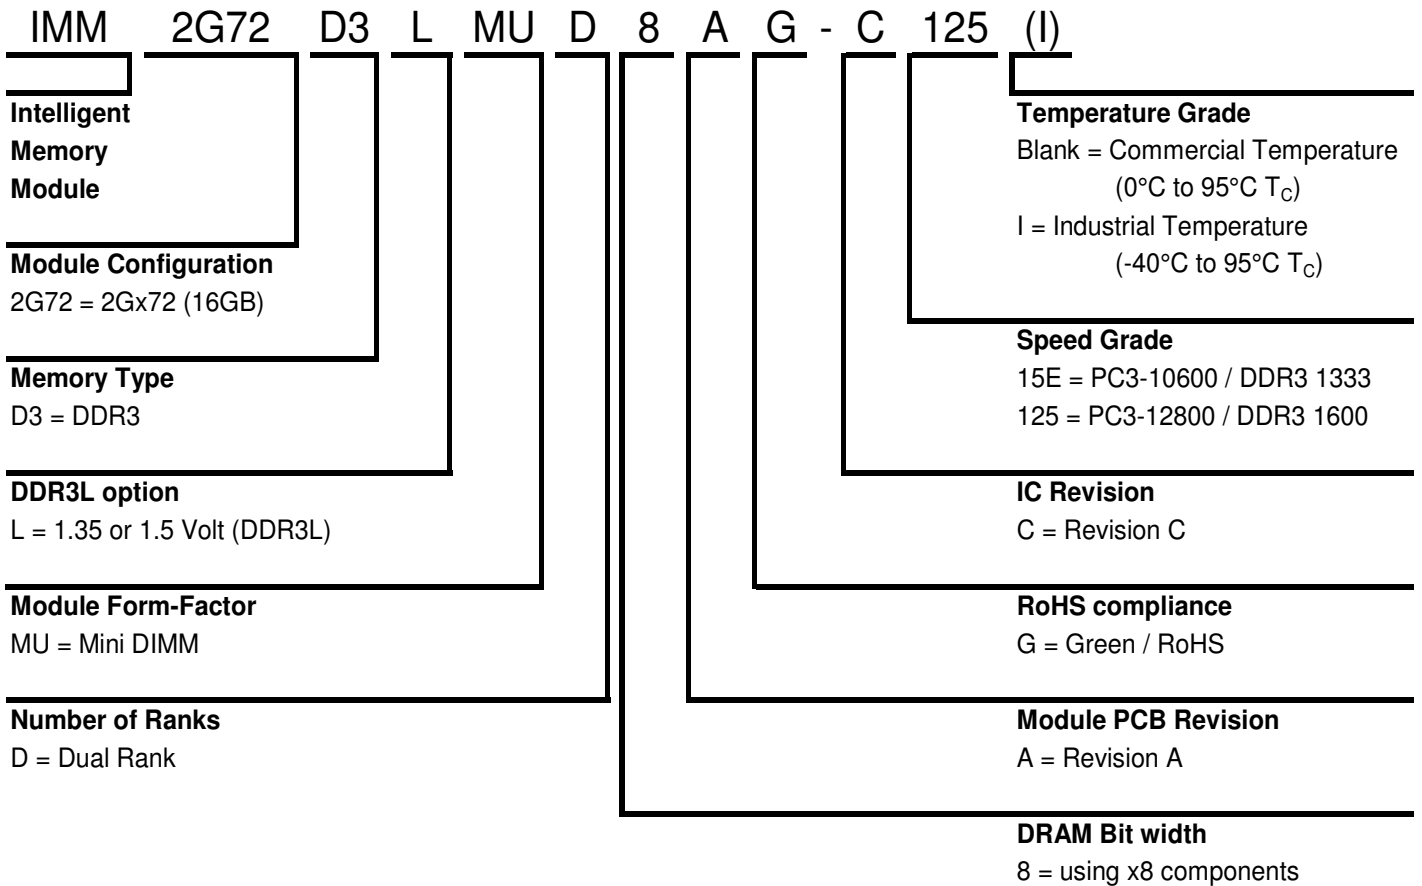 IMM 2G72 D3 L MU D 8 A G - C 125 (I)
Intelligent
Memory
Module
Module Configuration
2G72 = 2Gx72 (16GB)
Memory Type
D3 = DDR3
DDR3L option
L = 1.35 or 1.5 Volt (DDR3L)
Module Form-Factor
MU = Mini DIMM
Number of Ranks
D = Dual Rank
Temperature Grade
Blank = Commercial Temperature
(0°C to 95°C TC)
I = Industrial Temperature
(-40°C to 95°C TC)
Speed Grade
15E = PC3-10600 / DDR3 1333
125 = PC3-12800 / DDR3 1600
IC Revision
C = Revision C
RoHS compliance
G = Green / RoHS
Module PCB Revision
A = Revision A
DRAM Bit width
8 = using x8 components